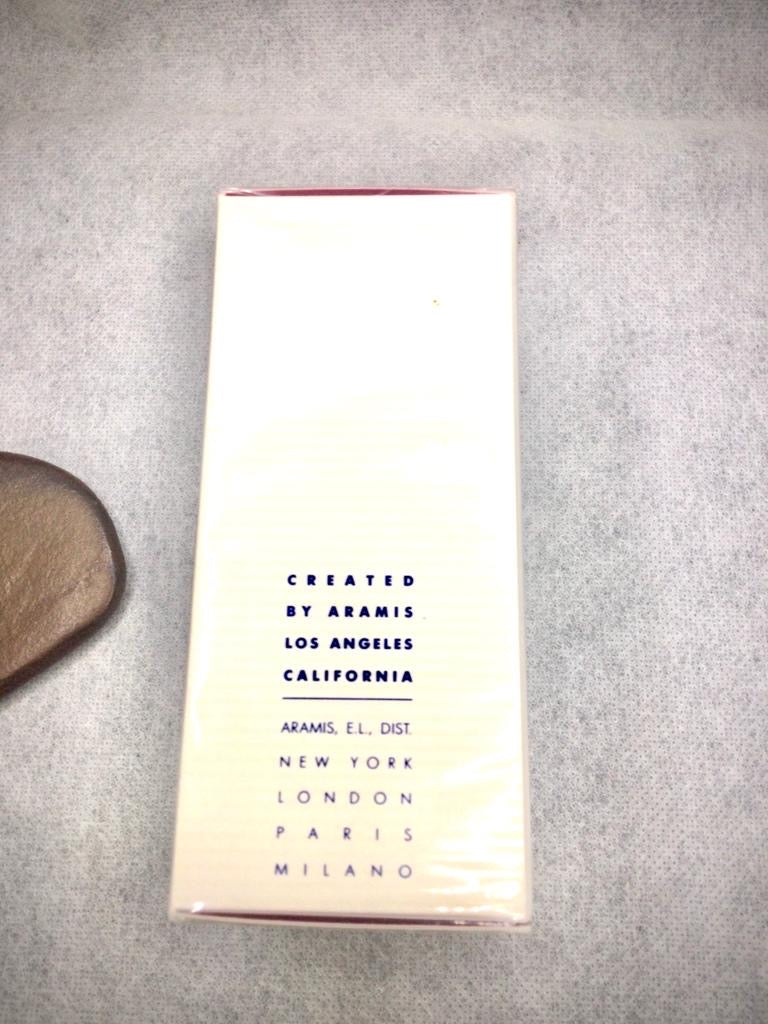 CREATED
BY ARAMIS
LOS ANGELES
CALIFORNIA
ARAMIS, E.L., DIST.
NEW YORK
LONDON
PARIS
MILANO